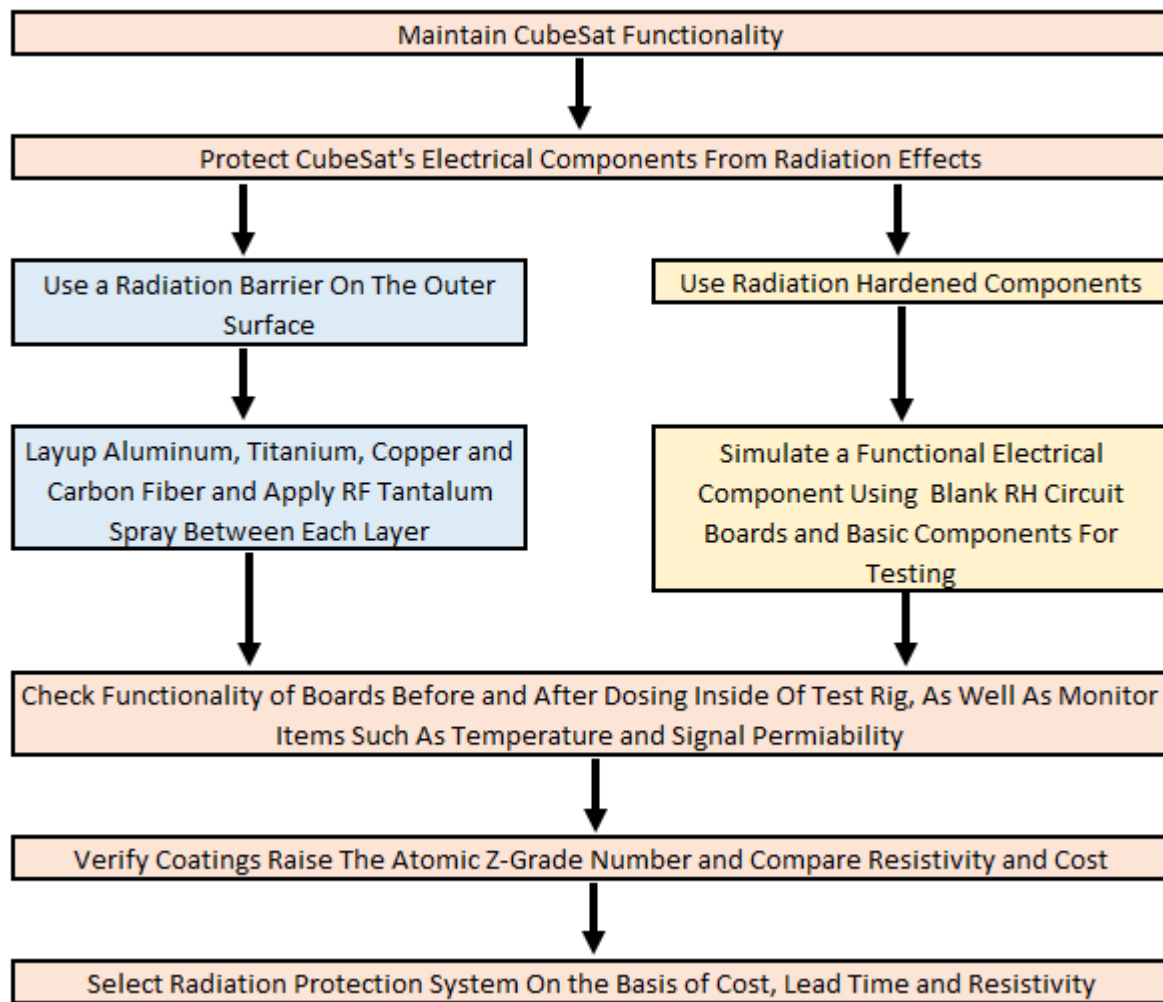 Maintain CubeSat Functionality
Protect CubeSat's Electrical Components From Radiation Effects
Use a Radiation Barrier On The Outer
Surface
Use Radiation Hardened Components
Layup Aluminum, Titanium, Copper and
Carbon Fiber and Apply RF Tantalum
Spray Between Each Layer
Simulate a Functional Electrical
Component Using  Blank RH Circuit
Boards and Basic Components For
Testing
Check Functionality of Boards Before and After Dosing Inside Of Test Rig, As Well As Monitor
Items Such As Temperature and Signal Permiability
Verify Coatings Raise The Atomic Z-Grade Number and Compare Resistivity and Cost
Select Radiation Protection System On the Basis of Cost, Lead Time and Resistivity